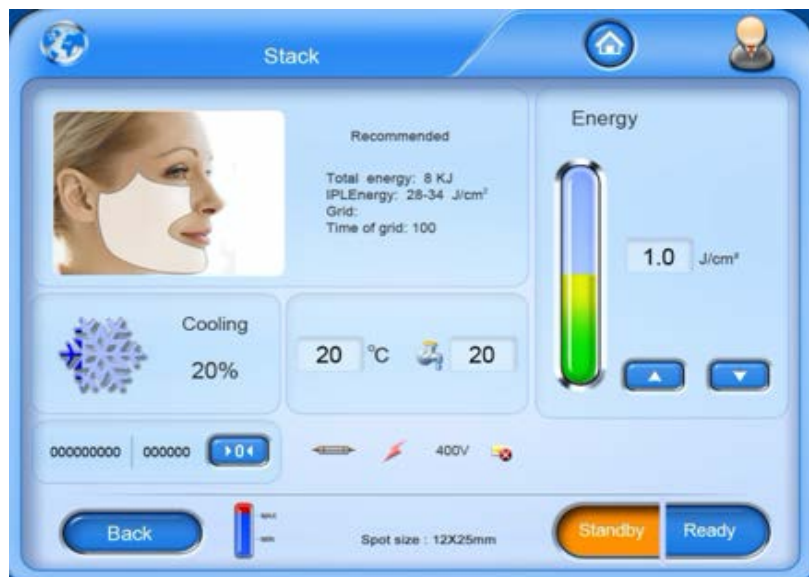 Stack
Recommended
Total energy: 8 KJ
IPLEnergy: 28-34 J/cm²
Grid:
Time of grid: 100
Energy
1.0 J/cm²
Cooling
20%
20 °C 20
000000000 000000 0
400V
Back
Spot size : 12X25mm
Standby Ready